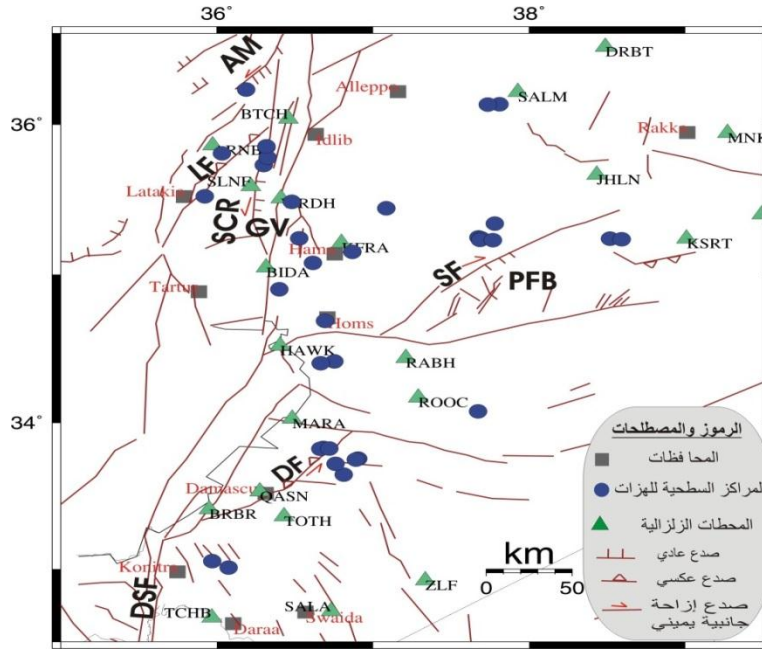 36° 38°
AM
DRBT
Alleppo
SALM
BTCH
36°
Idlib
Rakka
MNK
RNB
LF
SLNF
JHLN
Latakia
RDH
SCR
GV
KFRA
KSRT
Hama
SF
BIDA
PFB
Tartus
Homs
HAWK
RABH
ROOC
34°
MARA
DF
Damascu
QASN
BRBR
TOTH
Konitra
DSF
ZLF
TCHB
SALA
Swaida
Daraa
km
0 50
الرموز والمصطلحات
المحافظات
المراكز السطحية للهزات
المحطات الزلزالية
صدع عادي
صدع عكسي
صدع إزاحة
جانبية يميني